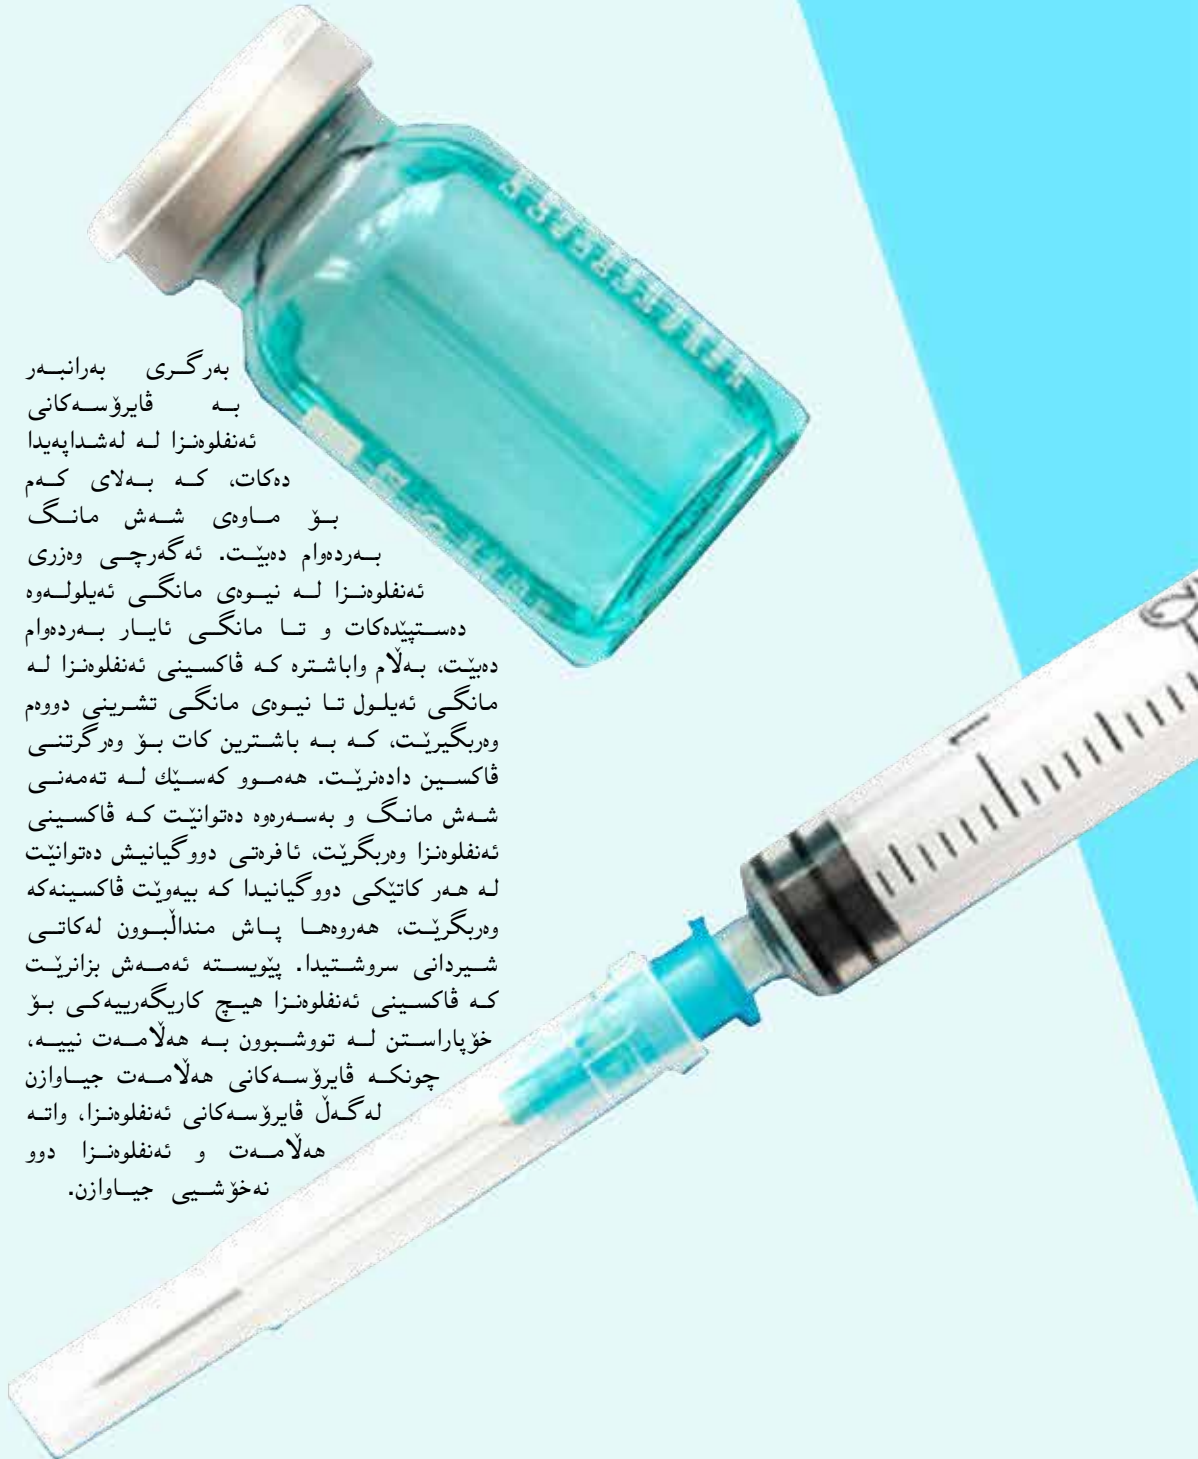 بەرگری بەرانبەر
بە ڤایرۆسەکانی
ئەنفلوەنزا لە لەشداپەیدا
دەکات، کە بەلای کەم
بۆ ماوەی شەش مانگ
بەردەوام دەبێت. ئەگەرچی وەزری
ئەنفلوەنزا لە نیوەی مانگی ئەیلولەوە
دەستپێدەکات و تا مانگی ئایار بەردەوام
دەبێت، بەڵام واباشترە کە ڤاکسینی ئەنفلوەنزا لە
مانگی ئەیلول تا نیوەی مانگی تشرینی دووەم
وەربگیرێت، کە بە باشترین کات بۆ وەرگرتنی
ڤاکسین دادەنرێت. هەموو کەسێك لە تەمەنی
شەش مانگ و بەسەرەوە دەتوانێت کە ڤاکسینی
ئەنفلوەنزا وەربگرێت، ئافرەتی دووگیانیش دەتوانێت
لە هەر کاتێکی دووگیانیدا کە بیەوێت ڤاکسینەکە
وەربگرێت، هەروەها پاش منداڵبوون لەکاتی
شیردانی سروشتیدا. پێویستە ئەمەش بزانرێت
کە ڤاکسینی ئەنفلوەنزا هیچ کاریگەرییەکی بۆ
خۆپاراستن لە تووشبوون بە هەڵامەت نییە،
چونکە ڤایرۆسەکانی هەڵامەت جیاوازن
لەگەڵ ڤایرۆسەکانی ئەنفلوەنزا، واتە
هەڵامەت و ئەنفلوەنزا دوو
نەخۆشیی جیاوازن.